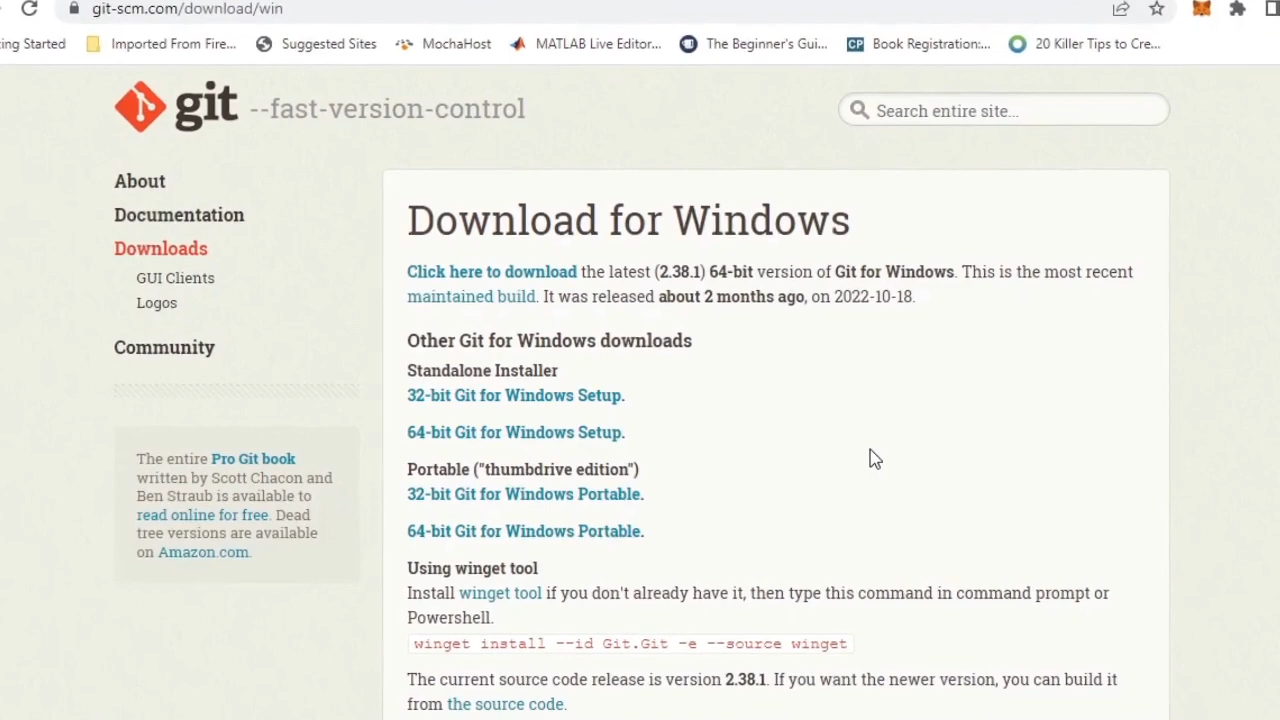 git-scm.com/download/win
ing Started Imported From Fire... Suggested Sites MochaHost MATLAB Live Editor... The Beginner's Gui... CP Book Registration:... 20 Killer Tips to Cre...
git --fast-version-control
Search entire site...
About
Documentation
Downloads
GUI Clients
Logos
Community
The entire Pro Git book
written by Scott Chacon and
Ben Straub is available to
read online for free. Dead
tree versions are available
on Amazon.com.
Download for Windows
Click here to download the latest (2.38.1) 64-bit version of Git for Windows. This is the most recent
maintained build. It was released about 2 months ago, on 2022-10-18.
Other Git for Windows downloads
Standalone Installer
32-bit Git for Windows Setup.
64-bit Git for Windows Setup.
Portable ("thumbdrive edition")
32-bit Git for Windows Portable.
64-bit Git for Windows Portable.
Using winget tool
Install winget tool if you don't already have it, then type this command in command prompt or
Powershell.
winget install --id Git.Git -e --source winget
The current source code release is version 2.38.1. If you want the newer version, you can build it
from the source code.